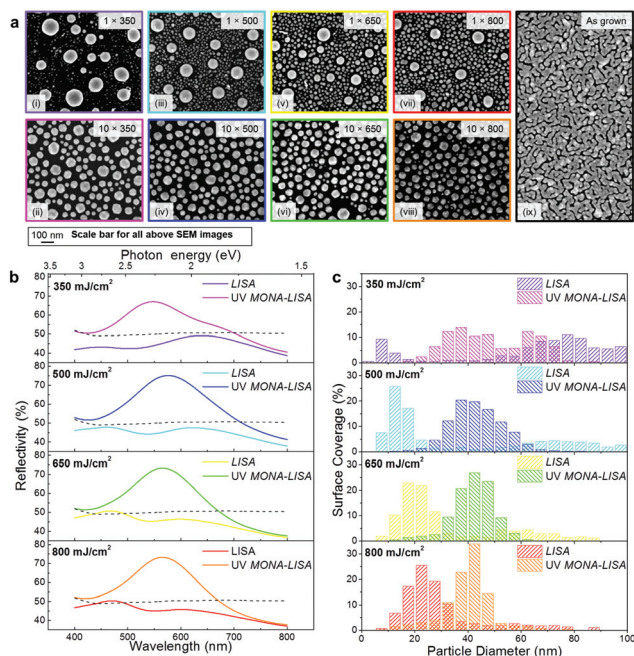 a
1 × 350
1 × 500
1 × 650
1 × 800
As grown
(i)
(iii)
(v)
(vii)
10 × 350
10 × 500
10 × 650
10 × 800
(ii)
(iv)
(vi)
(viii)
(ix)
100 nm Scale bar for all above SEM images
b
Photon energy (eV)
3.5 3 2.5 2 1.5
350 mJ/cm²
LISA
UV MONA-LISA
80
70
60
50
40
500 mJ/cm²
LISA
UV MONA-LISA
70
60
50
40
650 mJ/cm²
LISA
UV MONA-LISA
70
60
50
40
800 mJ/cm²
LISA
UV MONA-LISA
70
60
50
40
Reflectivity (%)
400 500 600 700 800
Wavelength (nm)
c
350 mJ/cm²
LISA
UV MONA-LISA
30
20
10
500 mJ/cm²
LISA
UV MONA-LISA
30
20
10
650 mJ/cm²
LISA
UV MONA-LISA
30
20
10
800 mJ/cm²
LISA
UV MONA-LISA
30
20
10
0
Surface Coverage (%)
0 20 40 60 80 100
Particle Diameter (nm)